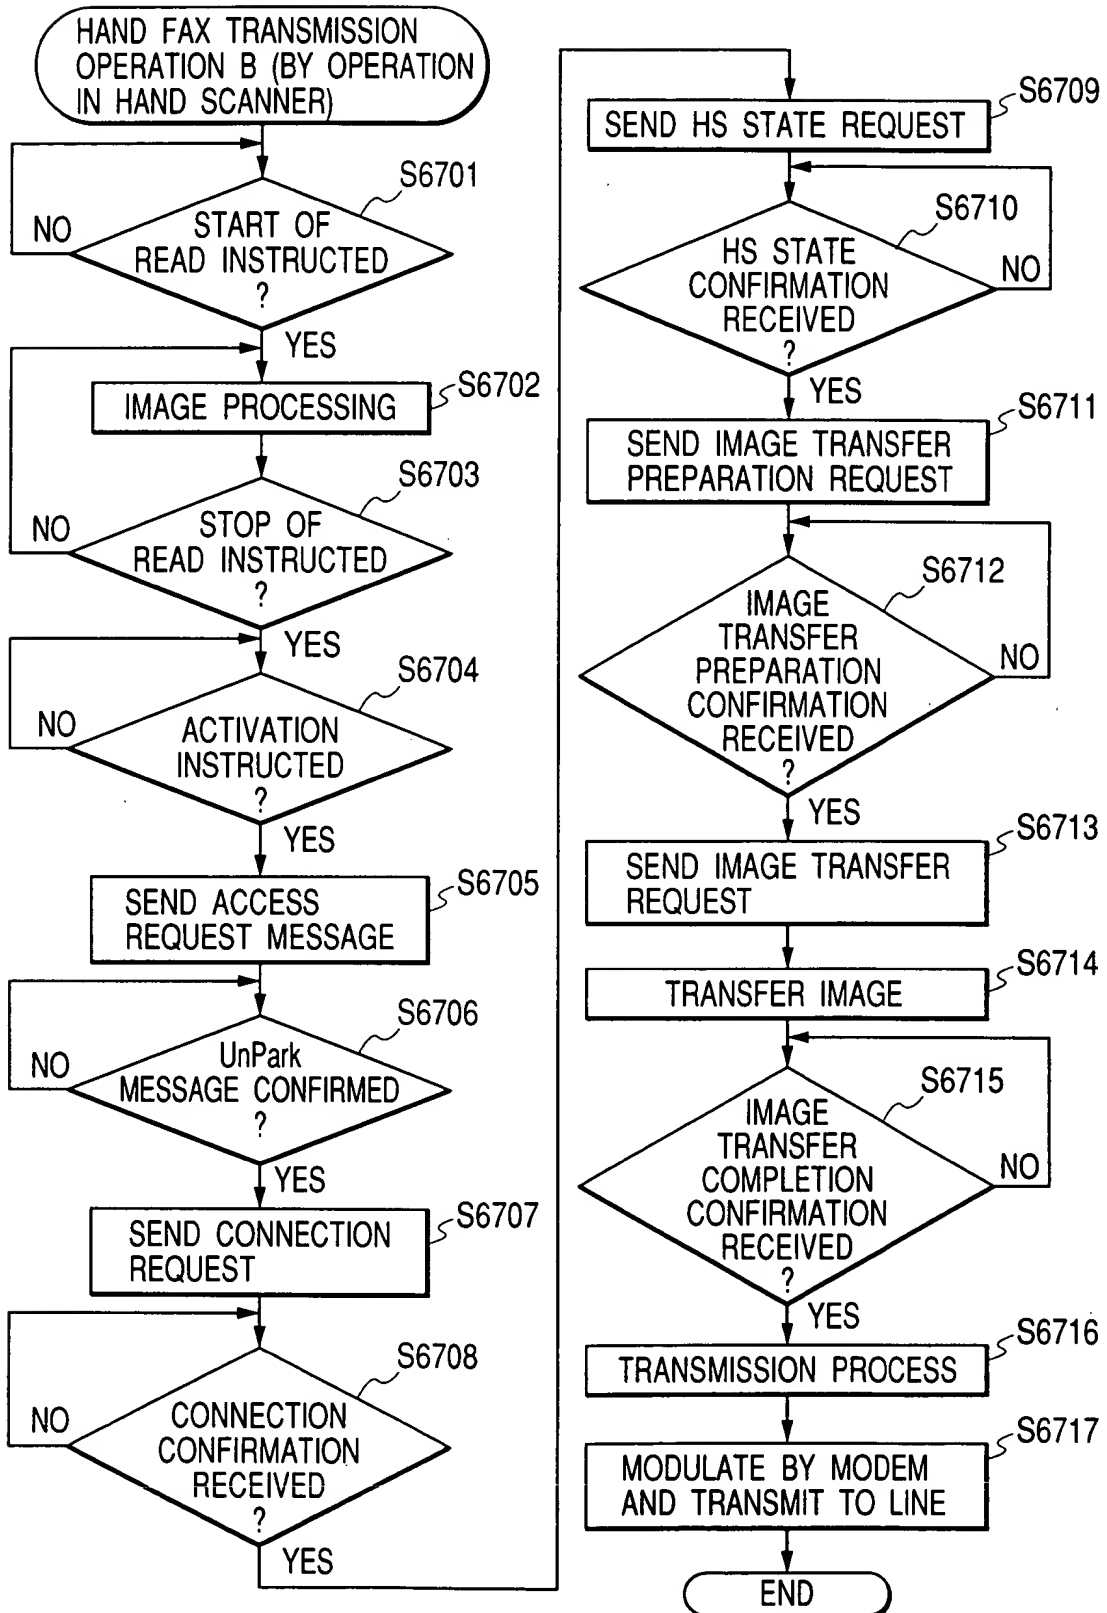 HAND FAX TRANSMISSION
OPERATION B (BY OPERATION
IN HAND SCANNER)
S6701
START OF
READ INSTRUCTED
?
NO
YES
S6702
IMAGE PROCESSING
S6703
STOP OF
READ INSTRUCTED
?
NO
YES
S6704
ACTIVATION
INSTRUCTED
?
NO
YES
S6705
SEND ACCESS
REQUEST MESSAGE
S6706
UnPark
MESSAGE CONFIRMED
?
NO
YES
S6707
SEND CONNECTION
REQUEST
S6708
CONNECTION
CONFIRMATION
RECEIVED
?
NO
YES
S6709
SEND HS STATE REQUEST
S6710
HS STATE
CONFIRMATION
RECEIVED
?
NO
YES
S6711
SEND IMAGE TRANSFER
PREPARATION REQUEST
S6712
IMAGE
TRANSFER
PREPARATION
CONFIRMATION
RECEIVED
?
NO
YES
S6713
SEND IMAGE TRANSFER
REQUEST
S6714
TRANSFER IMAGE
S6715
IMAGE
TRANSFER
COMPLETION
CONFIRMATION
RECEIVED
?
NO
YES
S6716
TRANSMISSION PROCESS
S6717
MODULATE BY MODEM
AND TRANSMIT TO LINE
END